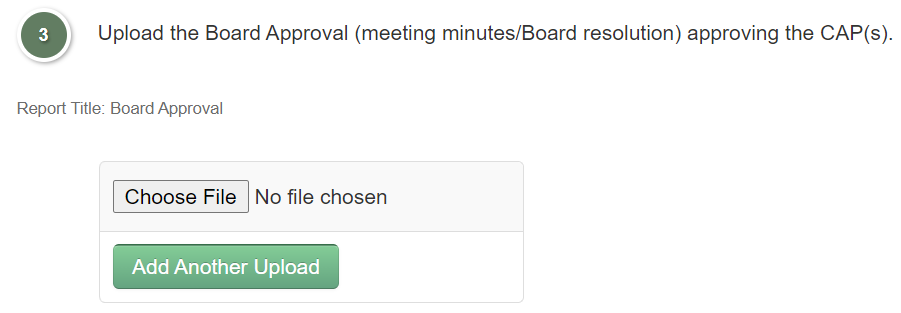 3
Upload the Board Approval (meeting minutes/Board resolution) approving the CAP(s).
Report Title: Board Approval
Choose File No file chosen
Add Another Upload